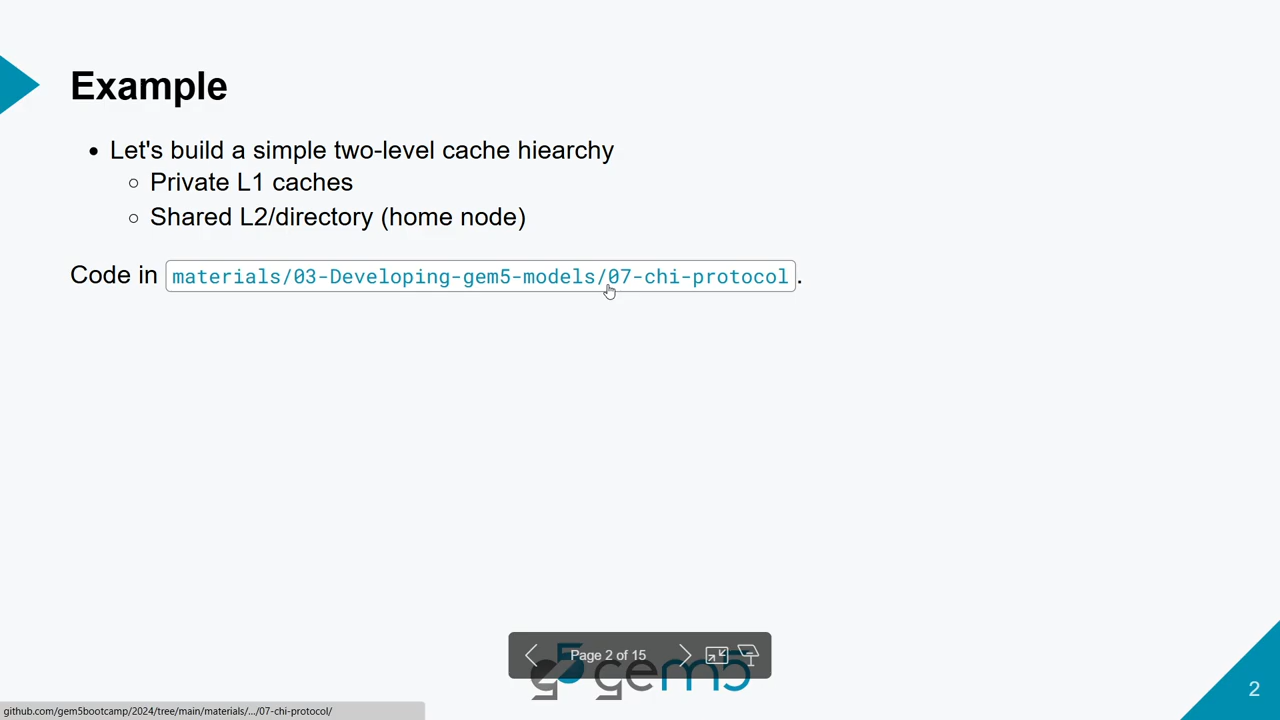 Example
Let's build a simple two-level cache hiearchy
Private L1 caches
Shared L2/directory (home node)
Code in materials/03-Developing-gem5-models/07-chi-protocol.
Page 2 of 15
gem5
2
github.com/gem5bootcamp/2024/tree/main/materials/.../07-chi-protocol/